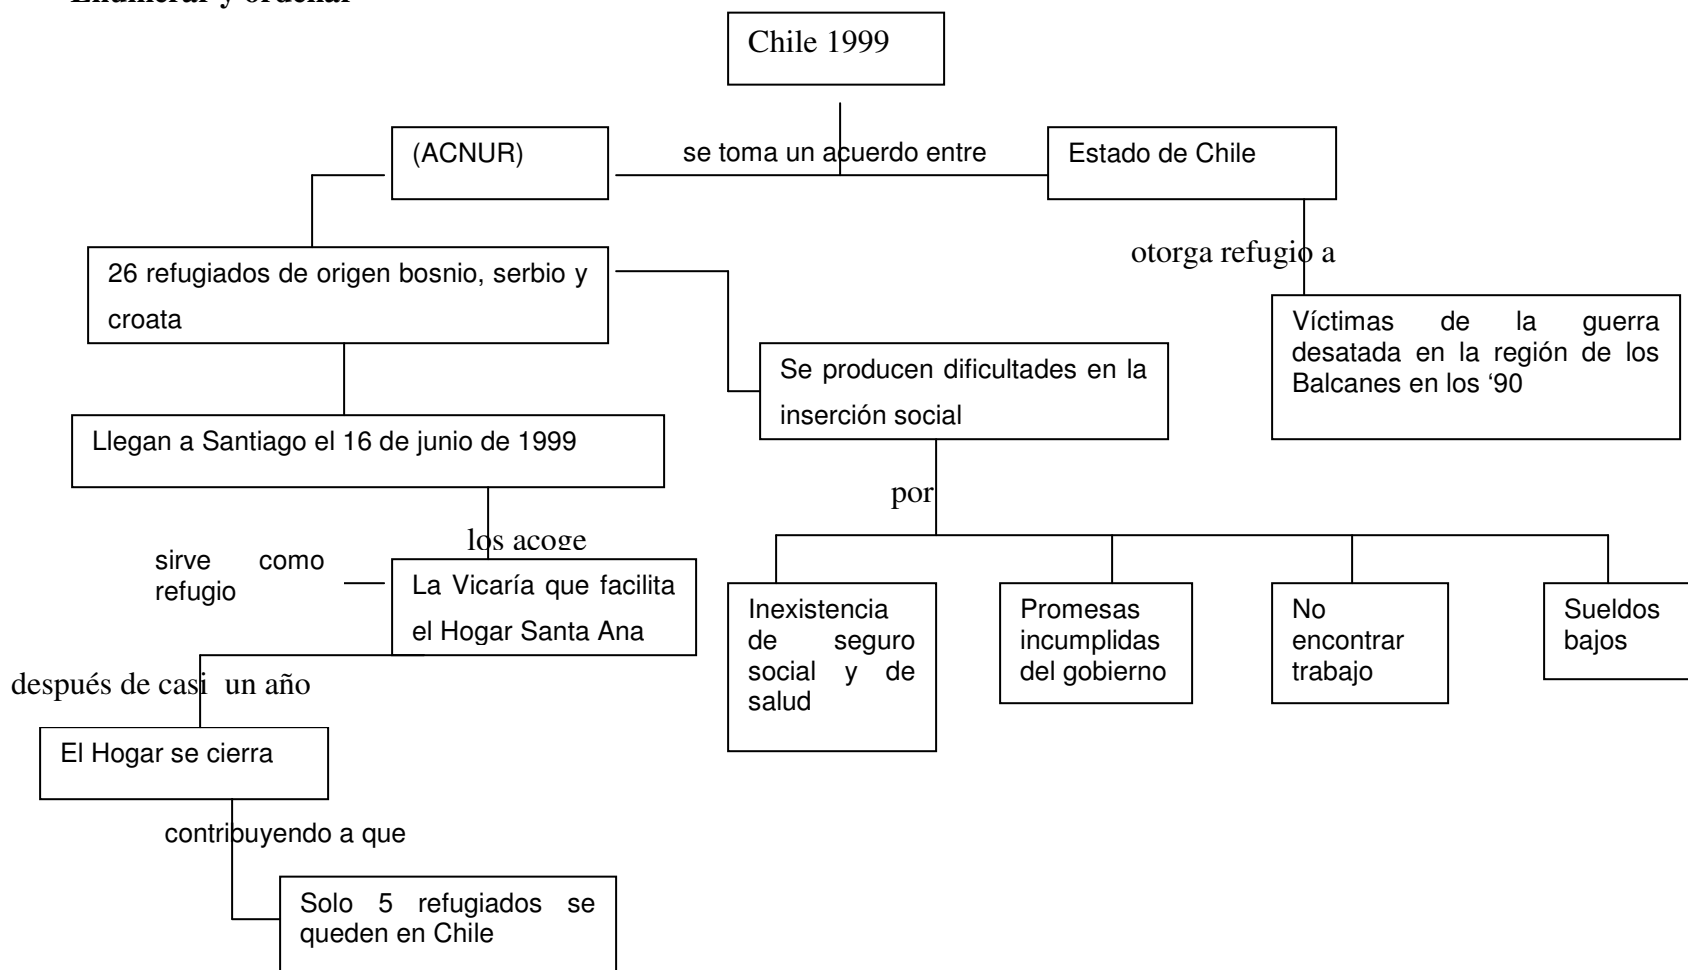 Enumerar y ordenar
Chile 1999
(ACNUR)
se toma un acuerdo entre
Estado de Chile
otorga refugio a
26 refugiados de origen bosnio, serbio y
croata
Víctimas de la guerra
desatada en la región de los
Balcanes en los ‘90
Se producen dificultades en la
inserción social
Llegan a Santiago el 16 de junio de 1999
por
los acoge
sirve como
refugio
La Vicaría que facilita
el Hogar Santa Ana
Inexistencia
de seguro
social y de
salud
Promesas
incumplidas
del gobierno
No
encontrar
trabajo
Sueldos
bajos
después de casi un año
El Hogar se cierra
contribuyendo a que
Solo 5 refugiados se
queden en Chile